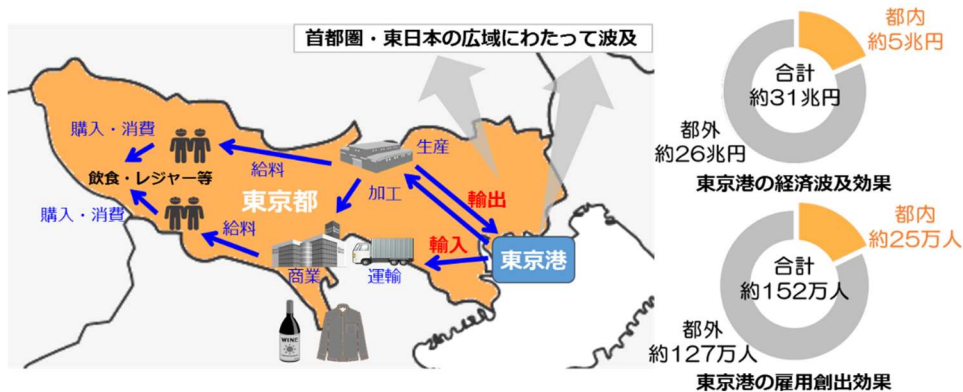 首都圏・東日本の広域にわたって波及
購入・消費
生産
給料
飲食・レジャー等
加工
東京都
輸出
購入・消費
給料
輸入
東京港
商業
運輸
WINE
都内
約5兆円
合計
約31兆円
都外
約26兆円
東京港の経済波及効果
都内
約25万人
合計
約152万人
都外
約127万人
東京港の雇用創出効果